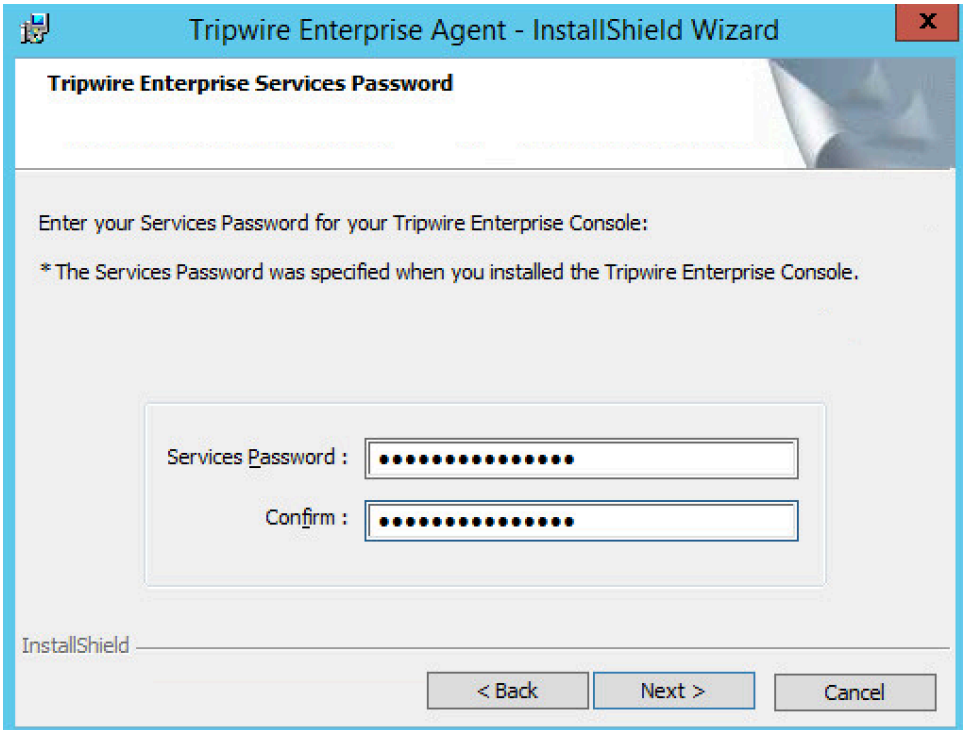 Tripwire Enterprise Agent - InstallShield Wizard
X
Tripwire Enterprise Services Password
Enter your Services Password for your Tripwire Enterprise Console:
* The Services Password was specified when you installed the Tripwire Enterprise Console.
Services Password : ●●●●●●●●●●●●●●●
Confirm : ●●●●●●●●●●●●●●●
InstallShield
< Back Next > Cancel